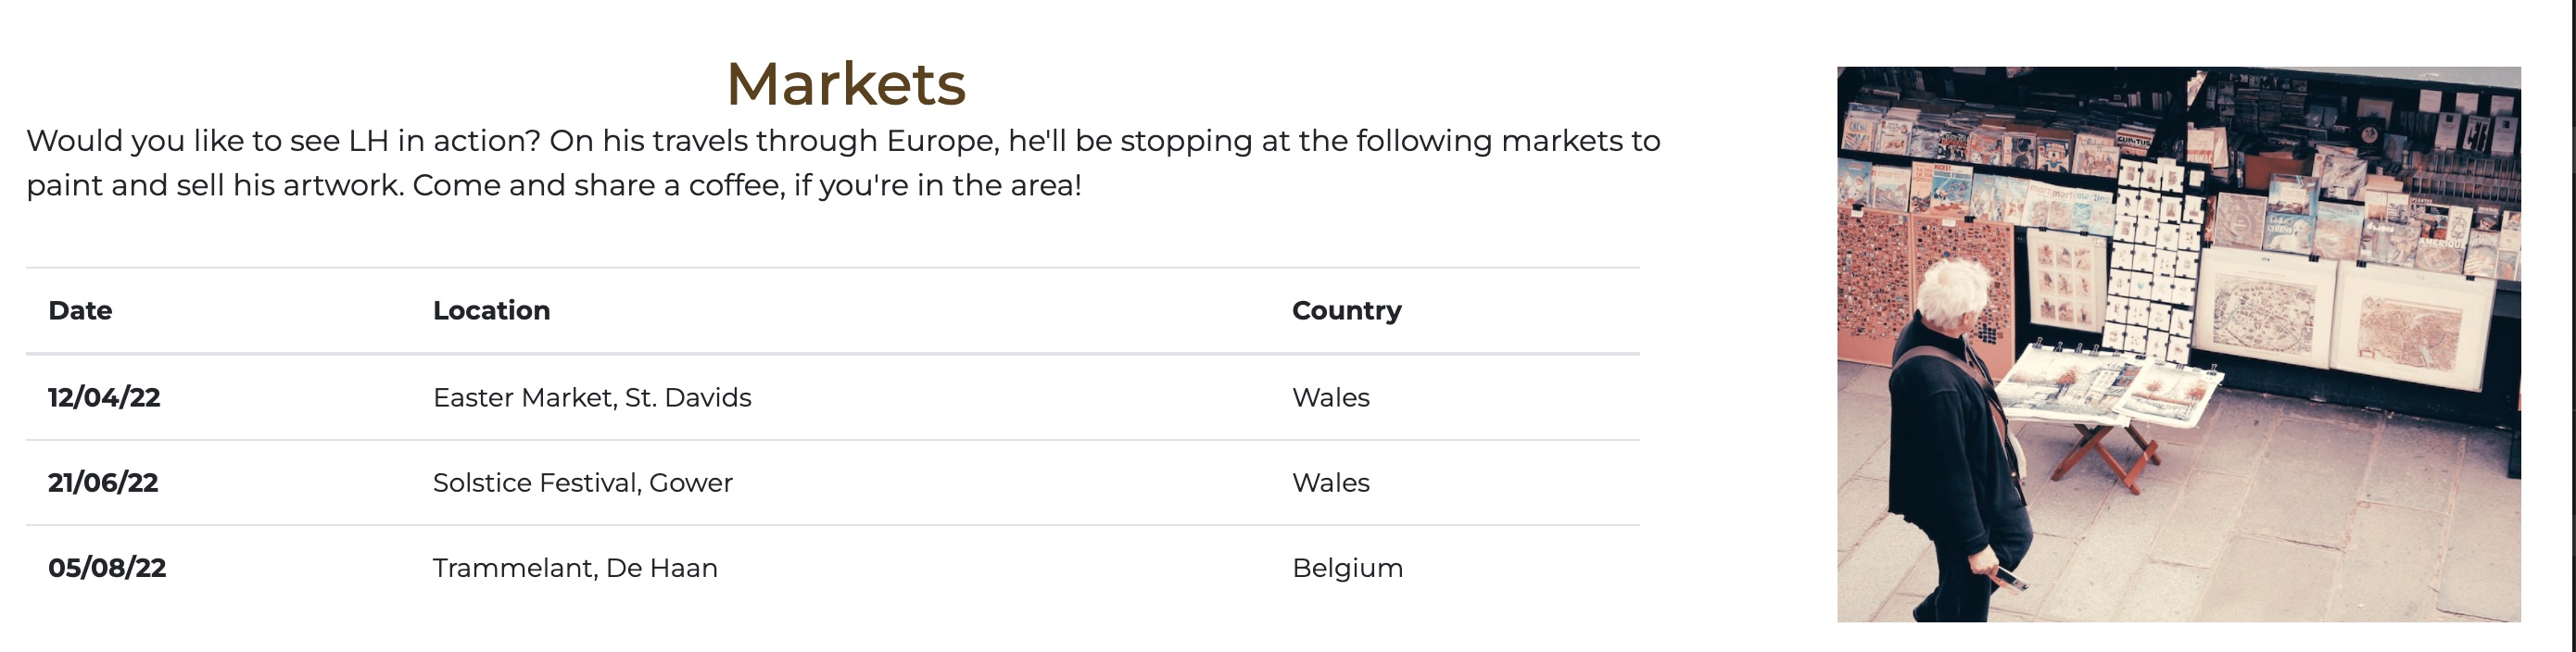 Markets
Would you like to see LH in action? On his travels through Europe, he'll be stopping at the following markets to
paint and sell his artwork. Come and share a coffee, if you're in the area!
Date Location Country
12/04/22 Easter Market, St. Davids Wales
21/06/22 Solstice Festival, Gower Wales
05/08/22 Trammelant, De Haan Belgium